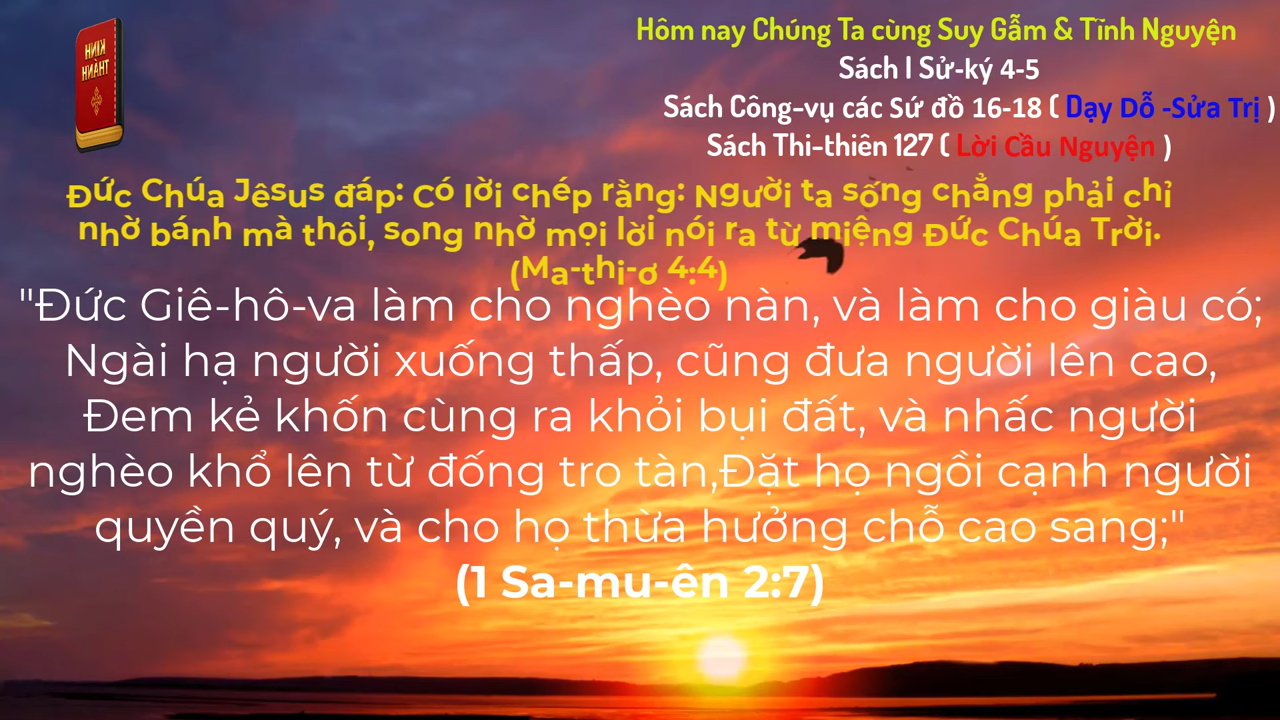 KINH
THÁNH
Hôm nay Chúng Ta cùng Suy Gẫm & Tĩnh Nguyện
Sách I Sử-ký 4-5
Sách Công-vụ các Sứ đồ 16-18 ( Dạy Dỗ -Sửa Trị )
Sách Thi-thiên 127 ( Lời Cầu Nguyện )
Đức Chúa Jêsus đáp: Có lời chép rằng: Người ta sống chẳng phải chỉ
nhờ bánh mà thôi, song nhờ mọi lời nói ra từ miệng Đức Chúa Trời.
(Ma-thi-ơ 4:4)
"Đức Giê-hô-va làm cho nghèo nàn, và làm cho giàu có;
Ngài hạ người xuống thấp, cũng đưa người lên cao,
Đem kẻ khốn cùng ra khỏi bụi đất, và nhấc người
nghèo khổ lên từ đống tro tàn,Đặt họ ngồi cạnh người
quyền quý, và cho họ thừa hưởng chỗ cao sang;"
(1 Sa-mu-ên 2:7)